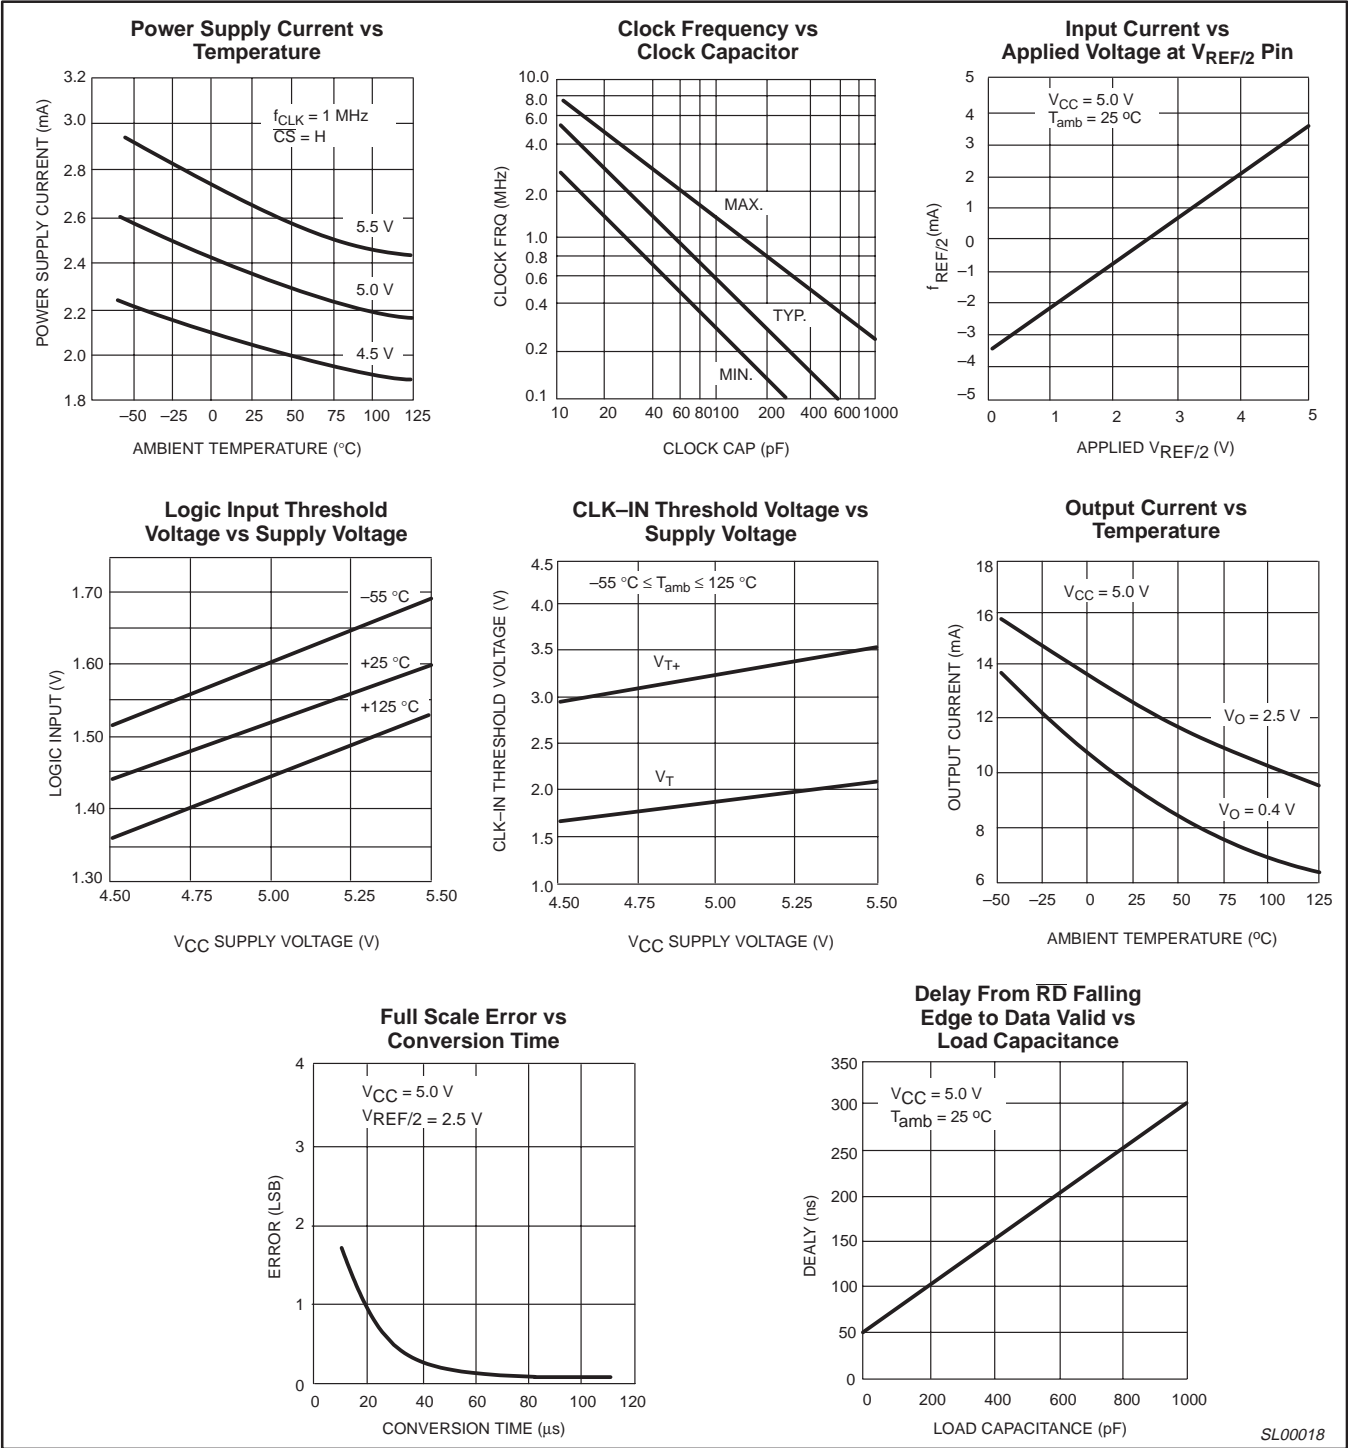 Power Supply Current vs
Temperature
3.2
3.0
2.8
2.6
2.4
2.2
2.0
1.8
POWER SUPPLY CURRENT (mA)
fCLK = 1 MHz
CS = H
5.5 V
5.0 V
4.5 V
–50 –25 0 25 50 75 100 125
AMBIENT TEMPERATURE (°C)
Clock Frequency vs
Clock Capacitor
10.0
8.0
6.0
4.0
2.0
1.0
0.8
0.6
0.4
0.2
0.1
CLOCK FRQ (MHz)
MAX.
TYP.
MIN.
10 20 40 60 80 100 200 400 600 1000
CLOCK CAP (pF)
Input Current vs
Applied Voltage at VREF/2 Pin
5
4
3
2
1
0
–1
–2
–3
–4
–5
fREF/2(mA)
VCC = 5.0 V
Tamb = 25 oC
0 1 2 3 4 5
APPLIED VREF/2 (V)
Logic Input Threshold
Voltage vs Supply Voltage
1.70
1.60
1.50
1.40
1.30
LOGIC INPUT (V)
–55 °C
+25 °C
+125 °C
4.50 4.75 5.00 5.25 5.50
VCC SUPPLY VOLTAGE (V)
CLK–IN Threshold Voltage vs
Supply Voltage
4.5
4.0
3.5
3.0
2.5
2.0
1.5
1.0
CLK–IN THRESHOLD VOLTAGE (V)
–55 °C ≤ Tamb ≤ 125 °C
VT+
VT
4.50 4.75 5.00 5.25 5.50
VCC SUPPLY VOLTAGE (V)
Output Current vs
Temperature
18
16
14
12
10
8
6
OUTPUT CURRENT (mA)
VCC = 5.0 V
VO = 2.5 V
VO = 0.4 V
–50 –25 0 25 50 75 100 125
AMBIENT TEMPERATURE (oC)
Full Scale Error vs
Conversion Time
4
3
2
1
0
ERROR (LSB)
VCC = 5.0 V
VREF/2 = 2.5 V
0 20 40 60 80 100 120
CONVERSION TIME (µs)
Delay From RD Falling
Edge to Data Valid vs
Load Capacitance
350
300
250
200
150
100
50
0
DEALY (ns)
VCC = 5.0 V
Tamb = 25 oC
0 200 400 600 800 1000
LOAD CAPACITANCE (pF)
SL00018